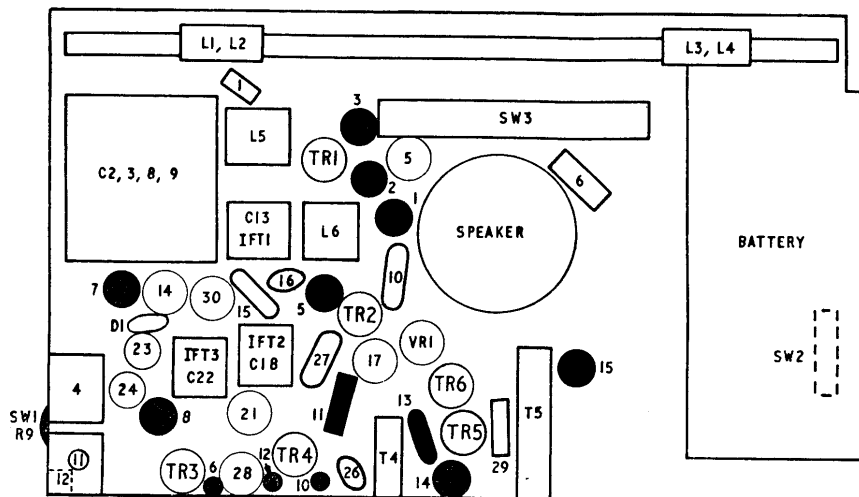 L1, L2
L3, L4
1
3
SW3
L5
TR1
5
C2, 3, 8, 9
2
6
1
C13
IFT1
L6
SPEAKER
BATTERY
10
16
7
14
30
15
5
TR2
D1
VR1
23
IFT3
C22
IFT2
C18
27
17
SW2
15
4
24
TR6
8
21
11
13
T5
SW1
R9
TR5
11
12
TR3
6
28
12
9
TR4
10
26
T4
14
29